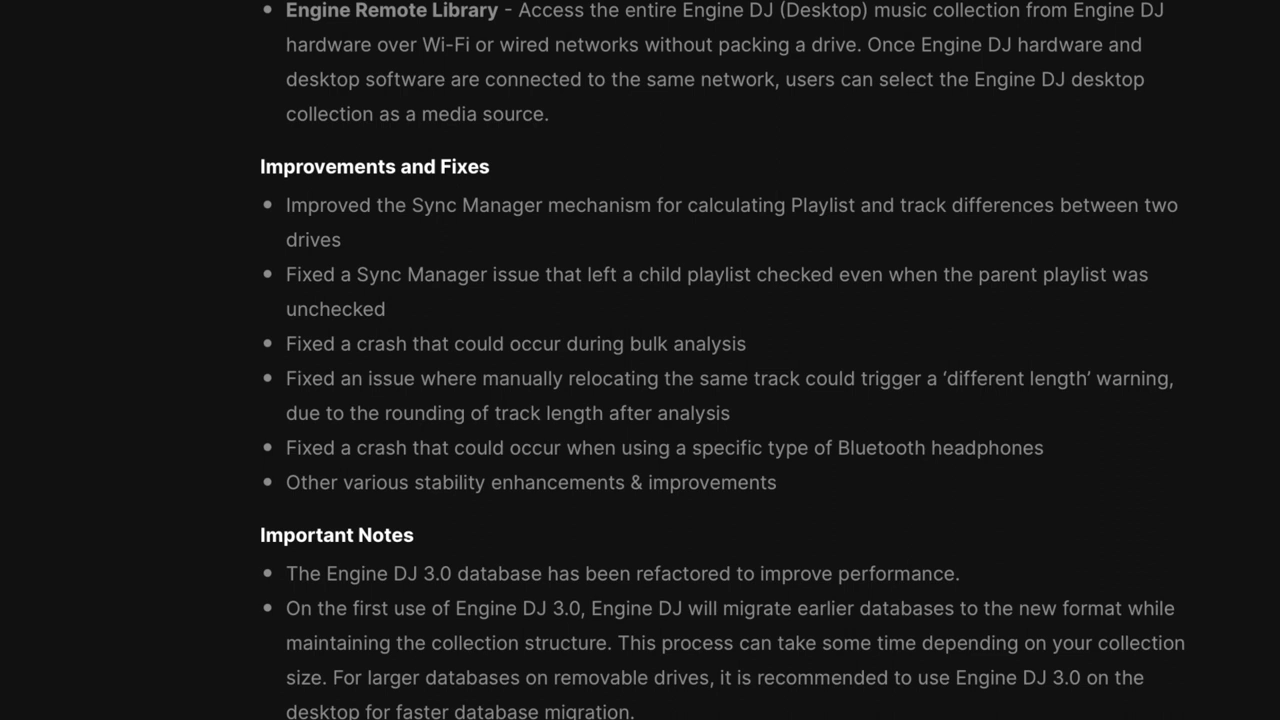 Engine Remote Library - Access the entire Engine DJ (Desktop) music collection from Engine DJ
hardware over Wi-Fi or wired networks without packing a drive. Once Engine DJ hardware and
desktop software are connected to the same network, users can select the Engine DJ desktop
collection as a media source.
Improvements and Fixes
Improved the Sync Manager mechanism for calculating Playlist and track differences between two
drives
Fixed a Sync Manager issue that left a child playlist checked even when the parent playlist was
unchecked
Fixed a crash that could occur during bulk analysis
Fixed an issue where manually relocating the same track could trigger a ‘different length’ warning,
due to the rounding of track length after analysis
Fixed a crash that could occur when using a specific type of Bluetooth headphones
Other various stability enhancements & improvements
Important Notes
The Engine DJ 3.0 database has been refactored to improve performance.
On the first use of Engine DJ 3.0, Engine DJ will migrate earlier databases to the new format while
maintaining the collection structure. This process can take some time depending on your collection
size. For larger databases on removable drives, it is recommended to use Engine DJ 3.0 on the
desktop for faster database migration.